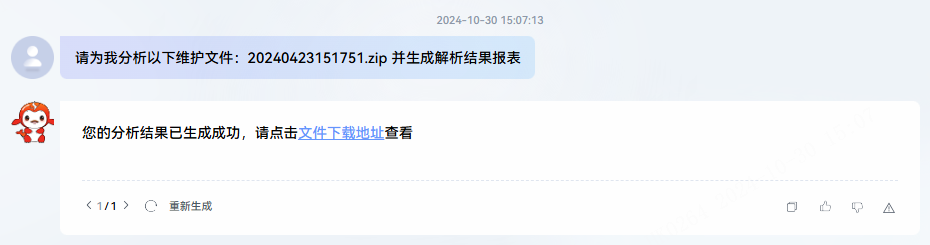 2024-10-30 15:07:13
请为我分析以下维护文件：20240423151751.zip 并生成解析结果报表
您的分析结果已生成成功，请点击文件下载地址查看
1/1 重新生成